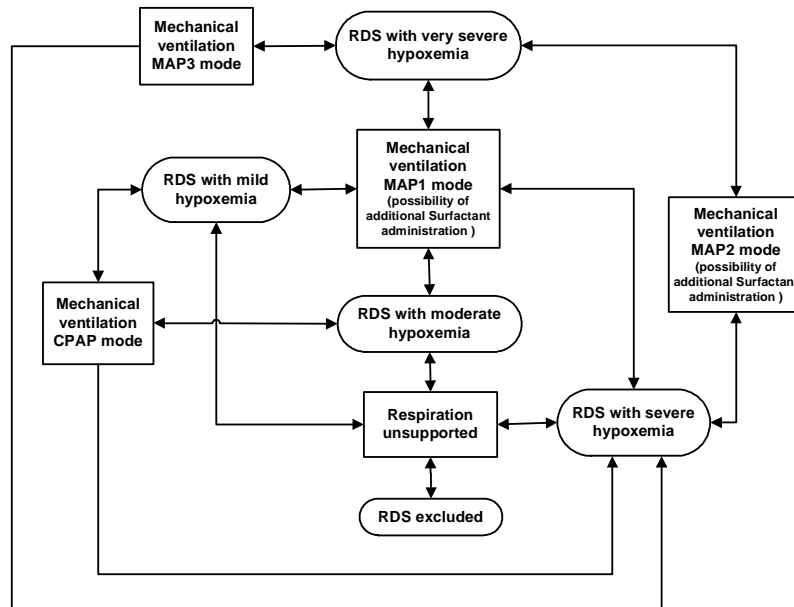 Mechanical
ventilation
MAP3 mode
RDS with very severe
hypoxemia
RDS with mild
hypoxemia
Mechanical
ventilation
MAP1 mode
(possibility of
additional Surfactant
administration )
Mechanical
ventilation
MAP2 mode
(possibility of
additional Surfactan
administration )
Mechanical
ventilation
CPAP mode
RDS with moderate
hypoxemia
Respiration
unsupported
RDS with severe
hypoxemia
RDS excluded